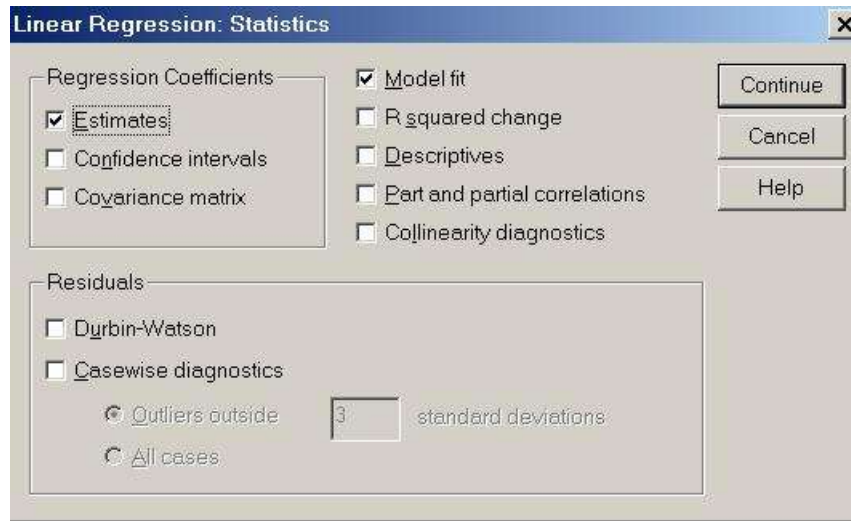 Linear Regression: Statistics
Regression Coefficients
Estimates
Confidence intervals
Covariance matrix
Model fit
R squared change
Descriptives
Part and partial correlations
Collinearity diagnostics
Continue
Cancel
Help
Residuals
Durbin-Watson
Casewise diagnostics
Outliers outside 3 standard deviations
All cases